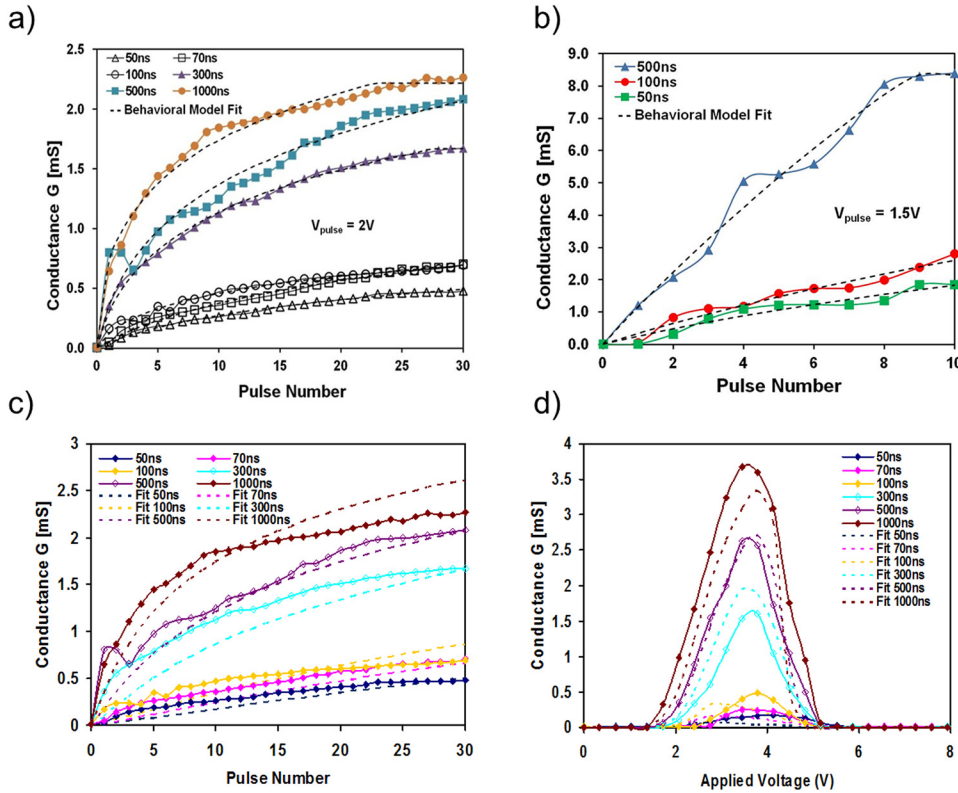 a)
Conductance G [mS]
2.5
2.0
1.5
1.0
0.5
0.0
50ns 70ns
100ns 300ns
500ns 1000ns
Behavioral Model Fit
Vpulse = 2V
0 5 10 15 20 25 30
Pulse Number
b)
Conductance G [mS]
9.0
8.0
7.0
6.0
5.0
4.0
3.0
2.0
1.0
0.0
500ns
100ns
50ns
Behavioral Model Fit
Vpulse = 1.5V
0 2 4 6 8 10
Pulse Number
c)
Conductance G [mS]
3
2.5
2
1.5
1
0.5
0
50ns 70ns
100ns 300ns
500ns 1000ns
Fit 50ns Fit 70ns
Fit 100ns Fit 300ns
Fit 500ns Fit 1000ns
0 5 10 15 20 25 30
Pulse Number
d)
Conductance G [mS]
4
3.5
3
2.5
2
1.5
1
0.5
0
50ns
70ns
100ns
300ns
500ns
1000ns
Fit 50ns
Fit 70ns
Fit 100ns
Fit 300ns
Fit 500ns
Fit 1000ns
0 2 4 6 8
Applied Voltage (V)